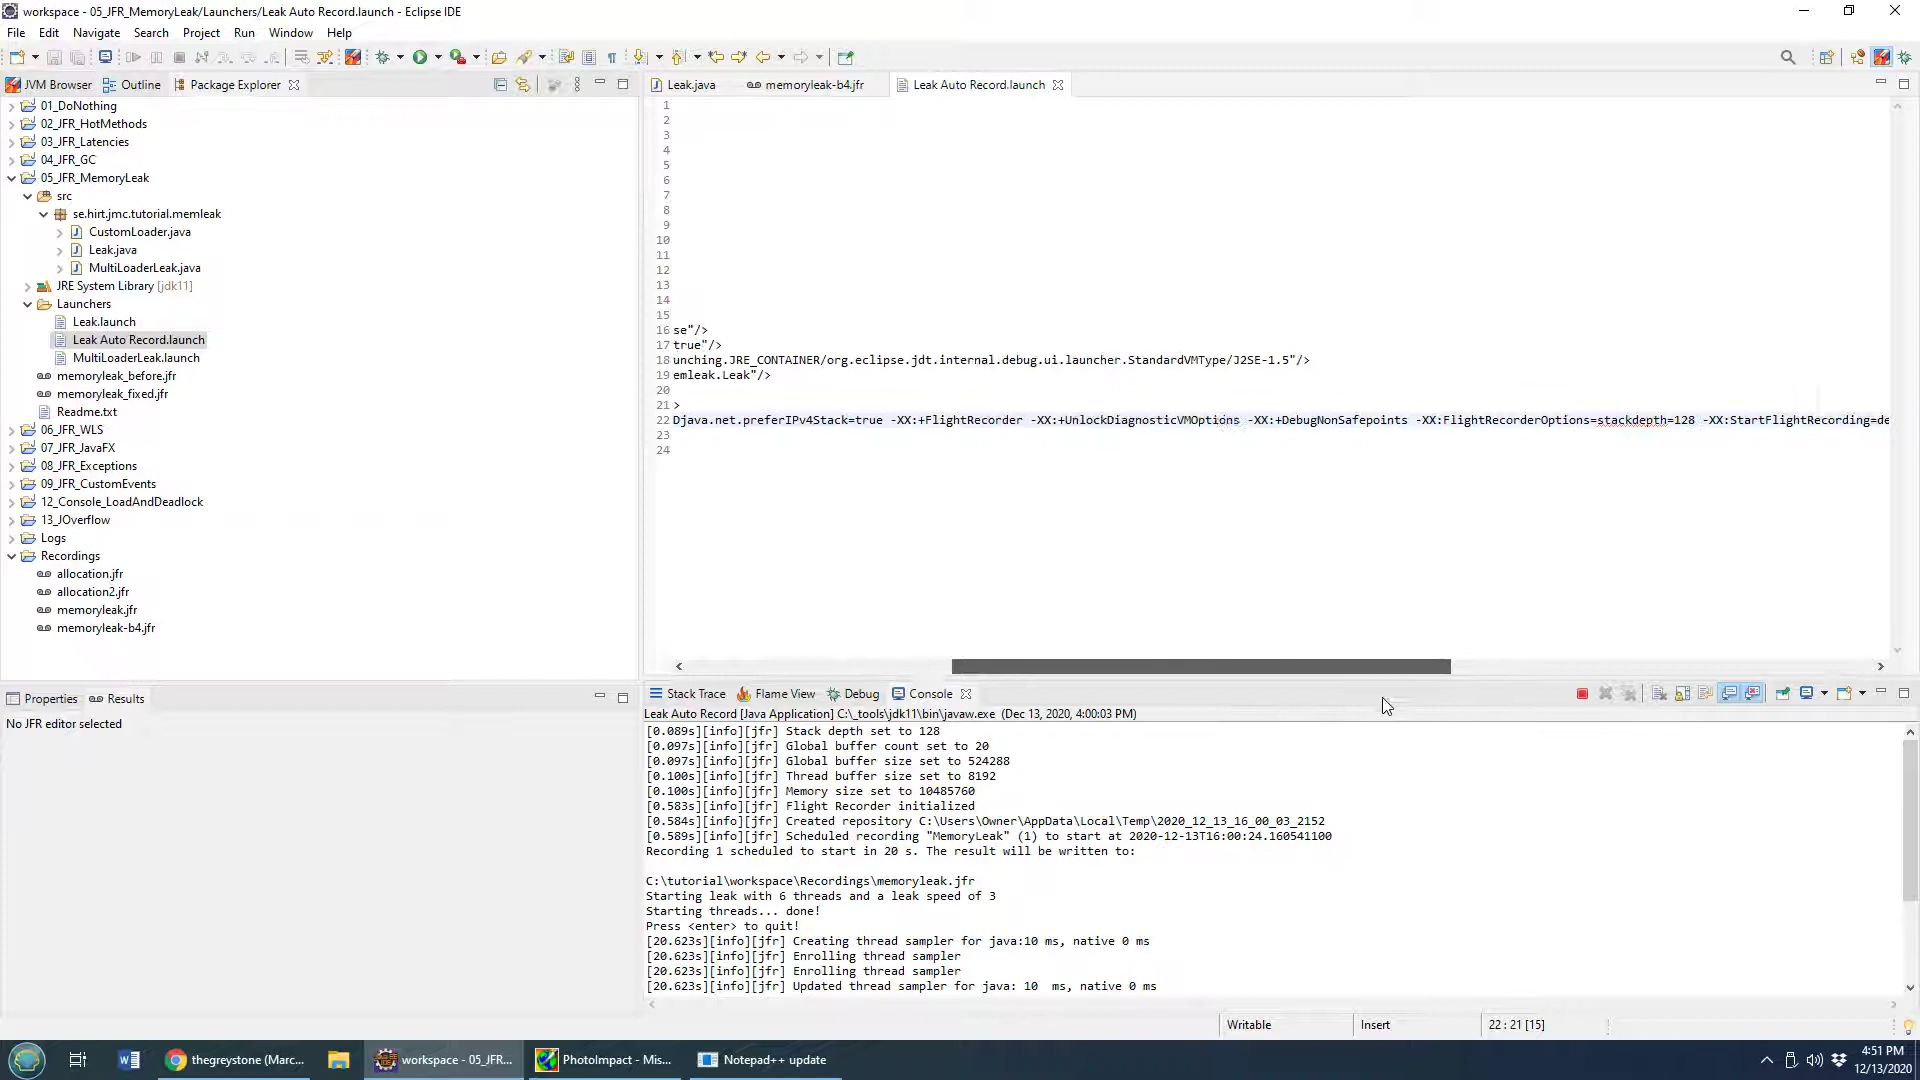 workspace - 05_JFR_MemoryLeak/Launchers/Leak Auto Record.launch - Eclipse IDE
File Edit Navigate Search Project Run Window Help
JVM Browser Outline Package Explorer
Leak.java memoryleak-b4.jfr Leak Auto Record.launch
01_DoNothing
02_JFR_HotMethods
03_JFR_Latencies
04_JFR_GC
05_JFR_MemoryLeak
src
se.hirt.jmc.tutorial.memleak
CustomLoader.java
Leak.java
MultiLoaderLeak.java
JRE System Library [jdk11]
Launchers
Leak.launch
Leak Auto Record.launch
MultiLoaderLeak.launch
memoryleak_before.jfr
memoryleak_fixed.jfr
Readme.txt
06_JFR_WLS
07_JFR_JavaFX
08_JFR_Exceptions
09_JFR_CustomEvents
12_Console_LoadAndDeadlock
13_JOverflow
Logs
Recordings
allocation.jfr
allocation2.jfr
memoryleak.jfr
memoryleak-b4.jfr
1
2
3
4
5
6
7
8
9
10
11
12
13
14
15
16 se"/>
17 true"/>
18 unching.JRE_CONTAINER/org.eclipse.jdt.internal.debug.ui.launcher.StandardVMType/J2SE-1.5"/>
19 emleak.Leak"/>
20
21 >
22 Djava.net.preferIPv4Stack=true -XX:+FlightRecorder -XX:+UnlockDiagnosticVMOptions -XX:+DebugNonSafepoints -XX:FlightRecorderOptions=stackdepth=128 -XX:StartFlightRecording=de
23
24
Properties Results
No JFR editor selected
Stack Trace Flame View Debug Console
Leak Auto Record [Java Application] C:\_tools\jdk11\bin\javaw.exe (Dec 13, 2020, 4:00:03 PM)
[0.089s][info][jfr] Stack depth set to 128
[0.097s][info][jfr] Global buffer count set to 20
[0.097s][info][jfr] Global buffer size set to 524288
[0.100s][info][jfr] Thread buffer size set to 8192
[0.100s][info][jfr] Memory size set to 10485760
[0.583s][info][jfr] Flight Recorder initialized
[0.584s][info][jfr] Created repository C:\Users\Owner\AppData\Local\Temp\2020_12_13_16_00_03_2152
[0.589s][info][jfr] Scheduled recording "MemoryLeak" (1) to start at 2020-12-13T16:00:24.160541100
Recording 1 scheduled to start in 20 s. The result will be written to:
C:\tutorial\workspace\Recordings\memoryleak.jfr
Starting leak with 6 threads and a leak speed of 3
Starting threads... done!
Press <enter> to quit!
[20.623s][info][jfr] Creating thread sampler for java:10 ms, native 0 ms
[20.623s][info][jfr] Enrolling thread sampler
[20.623s][info][jfr] Enrolling thread sampler
[20.623s][info][jfr] Updated thread sampler for java: 10  ms, native 0 ms
Writable Insert 22 : 21 [15]
thegreystone (Marc... workspace - 05_JFR... PhotoImpact - Mis... Notepad++ update
4:51 PM
12/13/2020